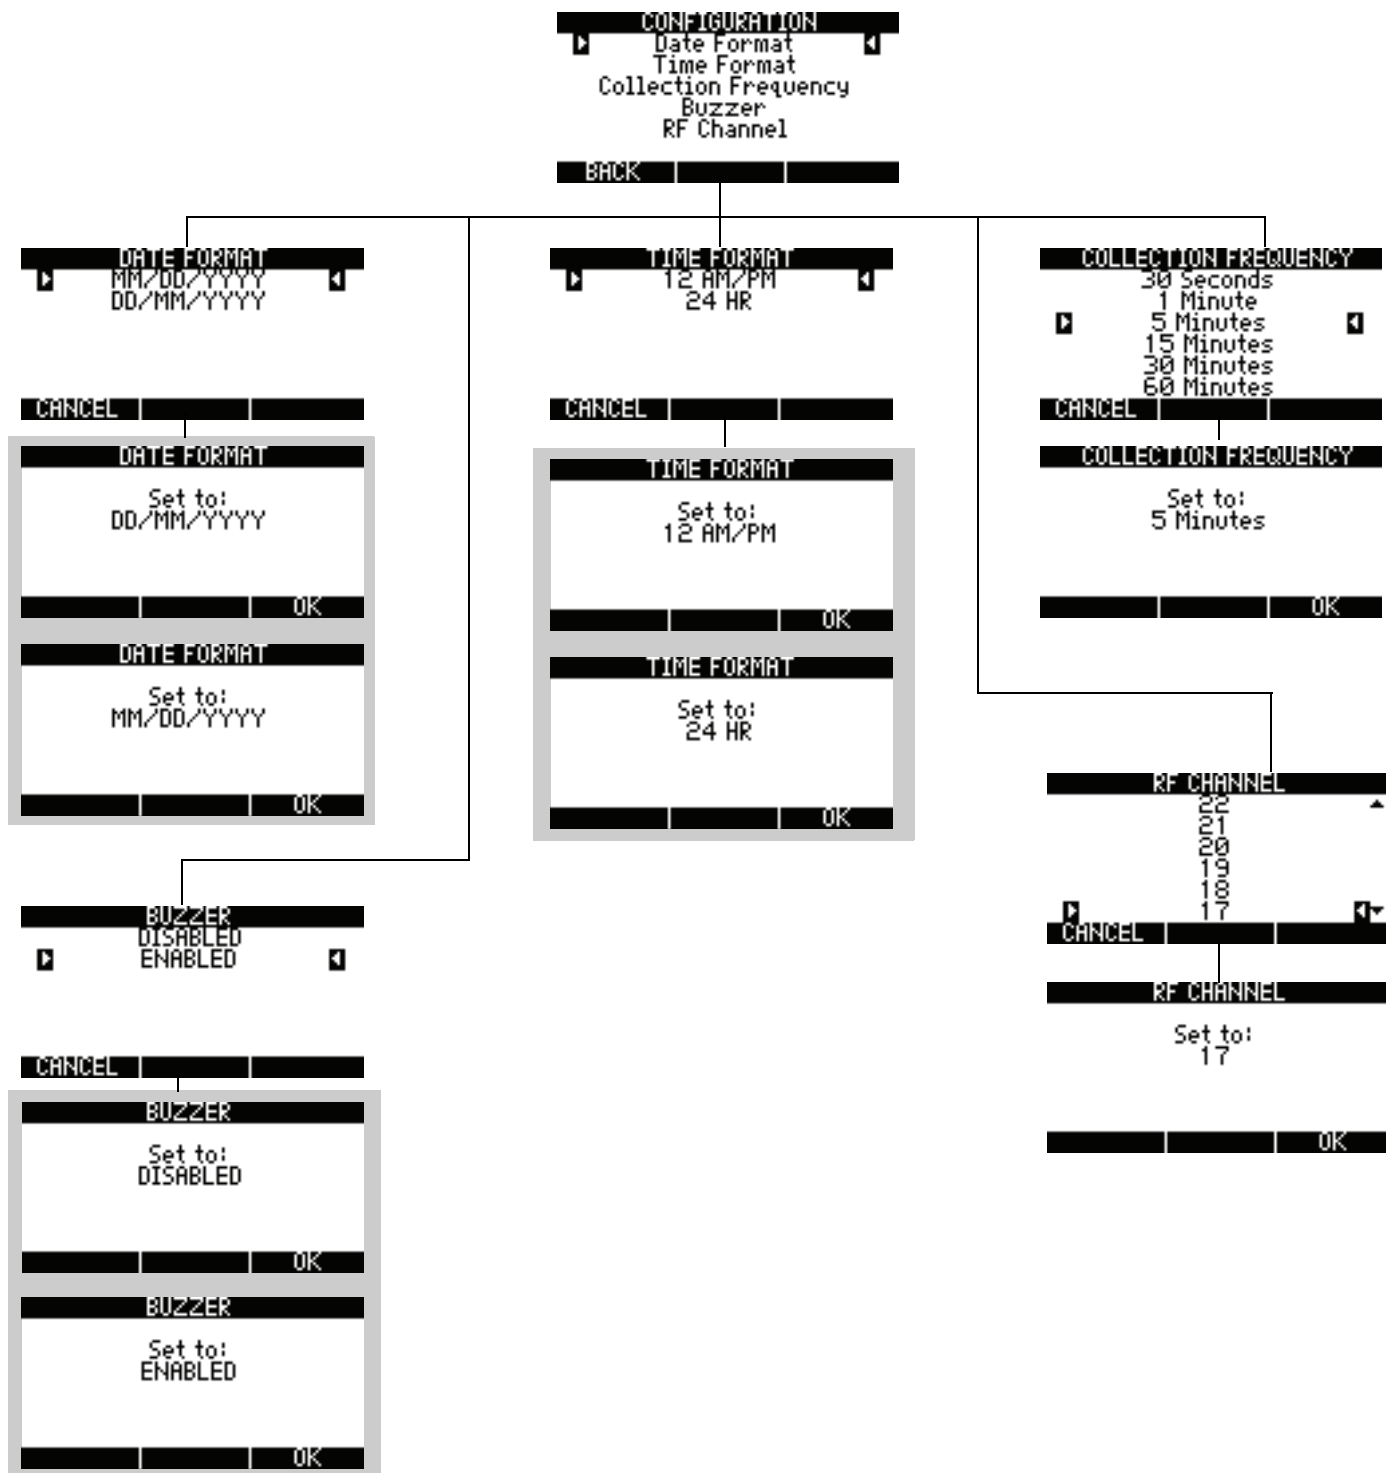 CONFIGURATION
Date Format
Time Format
Collection Frequency
Buzzer
RF Channel
BACK
DATE FORMAT
MM/DD/YYYY
DD/MM/YYYY
CANCEL
DATE FORMAT
Set to:
DD/MM/YYYY
OK
DATE FORMAT
Set to:
MM/DD/YYYY
OK
TIME FORMAT
12 AM/PM
24 HR
CANCEL
TIME FORMAT
Set to:
12 AM/PM
OK
TIME FORMAT
Set to:
24 HR
OK
COLLECTION FREQUENCY
30 Seconds
1 Minute
5 Minutes
15 Minutes
30 Minutes
60 Minutes
CANCEL
COLLECTION FREQUENCY
Set to:
5 Minutes
OK
BUZZER
DISABLED
ENABLED
CANCEL
BUZZER
Set to:
DISABLED
OK
BUZZER
Set to:
ENABLED
OK
RF CHANNEL
22
21
20
19
18
17
CANCEL
RF CHANNEL
Set to:
17
OK